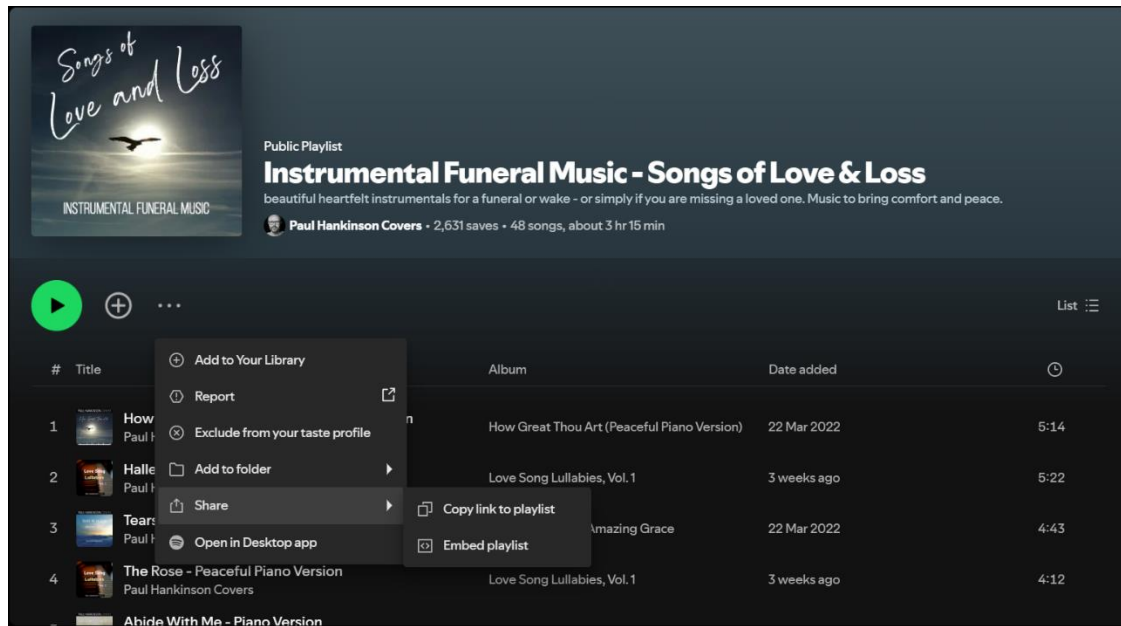 Songs of
Love and Loss
INSTRUMENTAL FUNERAL MUSIC
Public Playlist
Instrumental Funeral Music - Songs of Love & Loss
beautiful heartfelt instrumentals for a funeral or wake - or simply if you are missing a loved one. Music to bring comfort and peace.
Paul Hankinson Covers • 2,631 saves • 48 songs, about 3 hr 15 min
List
# Title Album Date added
Add to Your Library
Report
Exclude from your taste profile
Add to folder
Share
Open in Desktop app
Copy link to playlist
Embed playlist
1 How How Great Thou Art (Peaceful Piano Version) 22 Mar 2022 5:14
Paul
2 Halle Love Song Lullabies, Vol. 1 3 weeks ago 5:22
Paul
3 Tears Amazing Grace 22 Mar 2022 4:43
Paul
4 The Rose - Peaceful Piano Version Love Song Lullabies, Vol. 1 3 weeks ago 4:12
Paul Hankinson Covers
Abide With Me - Piano Version